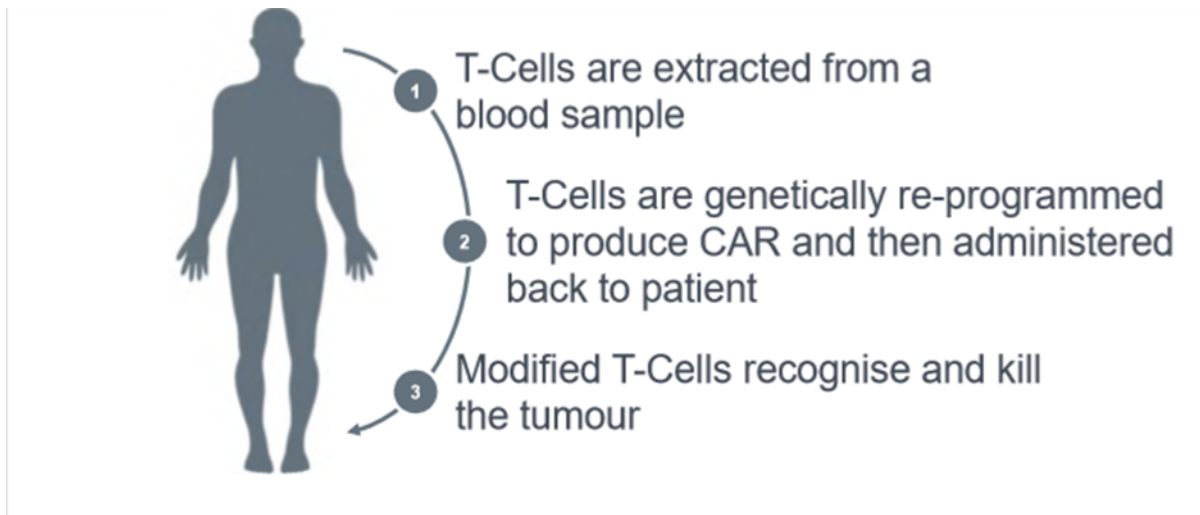 1
T-Cells are extracted from a
blood sample
2
T-Cells are genetically re-programmed
to produce CAR and then administered
back to patient
3
Modified T-Cells recognise and kill
the tumour